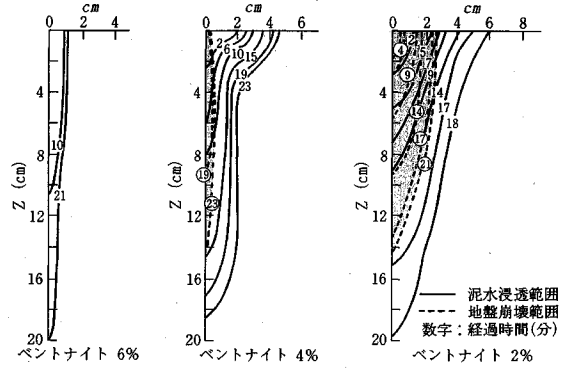 cm
0 2 4
10
21
Z (cm)
4
8
12
16
20
ベントナイト 6%
cm
0 2 4
2
6
10
15
19
23
⑲
㉓
Z (cm)
4
8
12
16
20
ベントナイト 4%
cm
0 2 4 6
2
④
5
7
⑨
9
14
⑭
17
18
⑰
㉑
Z (cm)
4
8
12
16
20
泥水浸透範囲
地盤崩壊範囲
数字：経過時間(分)
ベントナイト 2%